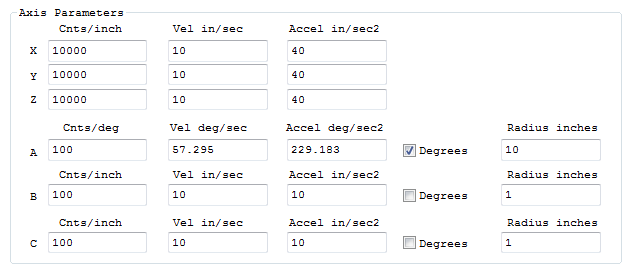 Axis Parameters
Cnts/inch Vel in/sec Accel in/sec2
X 10000 10 40
Y 10000 10 40
Z 10000 10 40
Cnts/deg Vel deg/sec Accel deg/sec2 Radius inches
A 100 57.295 229.183 Degrees 10
Cnts/inch Vel in/sec Accel in/sec2 Radius inches
B 100 10 10 Degrees 1
Cnts/inch Vel in/sec Accel in/sec2 Radius inches
C 100 10 10 Degrees 1